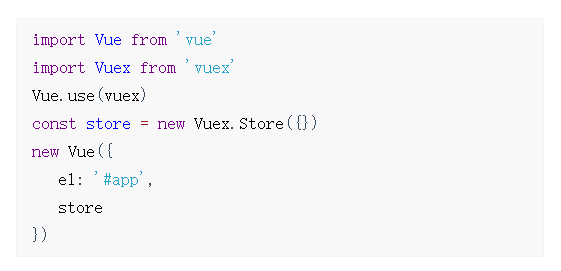 import Vue from 'vue'
import Vuex from 'vuex'
Vue.use(vuex)
const store = new Vuex.Store({})
new Vue({
el: '#app',
store
})